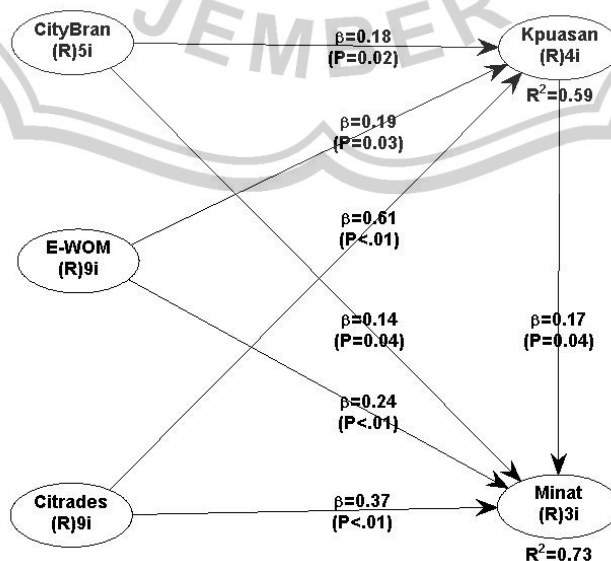 JEMBER
CityBran
(R)5i
β=0.18
(P=0.02)
Kpuasan
(R)4i
R²=0.59
β=0.19
(P=0.03)
β=0.61
(P<.01)
E-WOM
(R)9i
β=0.14
(P=0.04)
β=0.17
(P=0.04)
β=0.24
(P<.01)
Citrades
(R)9i
β=0.37
(P<.01)
Minat
(R)3i
R²=0.73